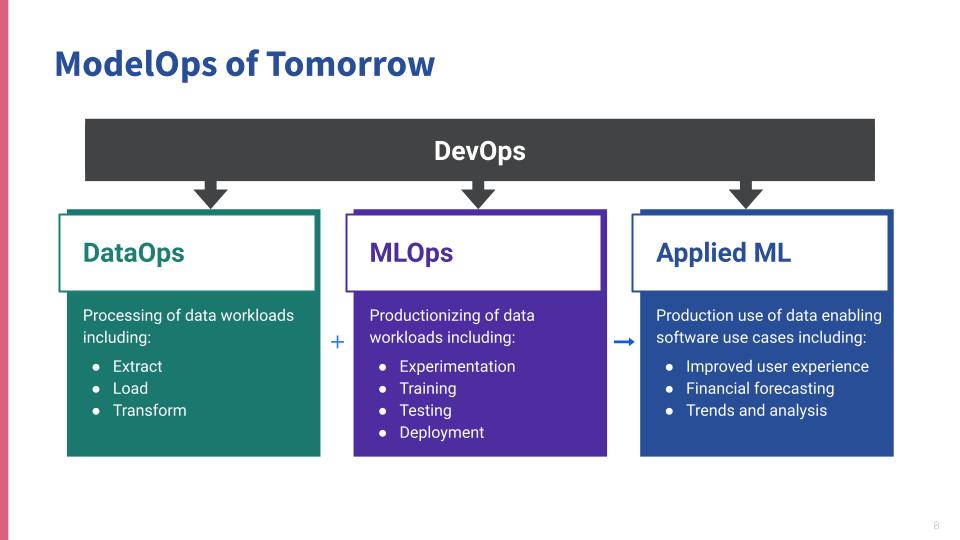 ModelOps of Tomorrow
DevOps
DataOps
Processing of data workloads
including:
● Extract
● Load
● Transform
+
MLOps
Productionizing of data
workloads including:
● Experimentation
● Training
● Testing
● Deployment
Applied ML
Production use of data enabling
software use cases including:
● Improved user experience
● Financial forecasting
● Trends and analysis
8